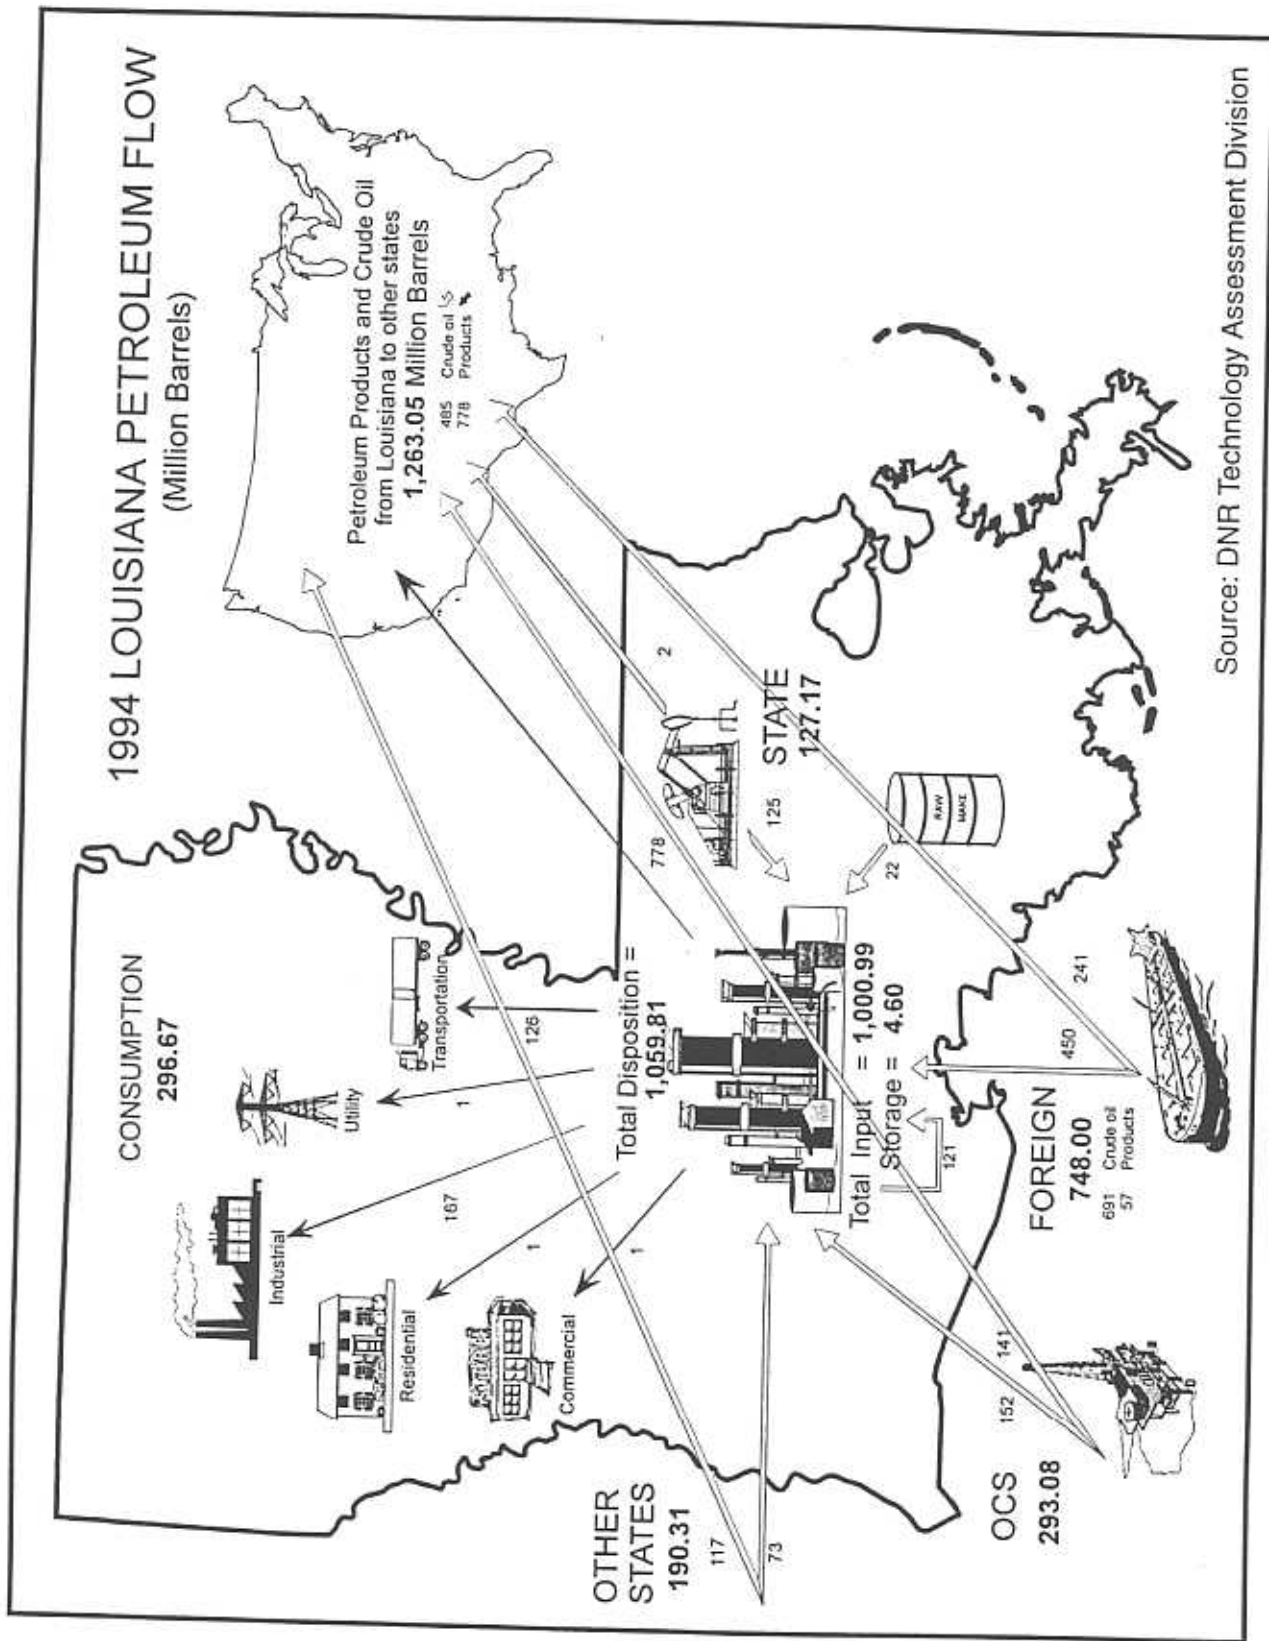 1994 LOUISIANA PETROLEUM FLOW
(Million Barrels)
CONSUMPTION
296.67
Industrial
Utility
Transportation
Residential
Commercial
167
1
126
1
1
Petroleum Products and Crude Oil
from Louisiana to other states
1,263.05 Million Barrels
485 Crude oil
778 Products
Total Disposition =
1,059.81
778
2
OTHER
STATES
190.31
117
73
Total Input = 1,000.99
Storage = 4.60
121
125
STATE
127.17
RAW
MAKE
22
OCS
293.08
152
141
FOREIGN
748.00
691 Crude oil
57 Products
450
241
Source: DNR Technology Assessment Division